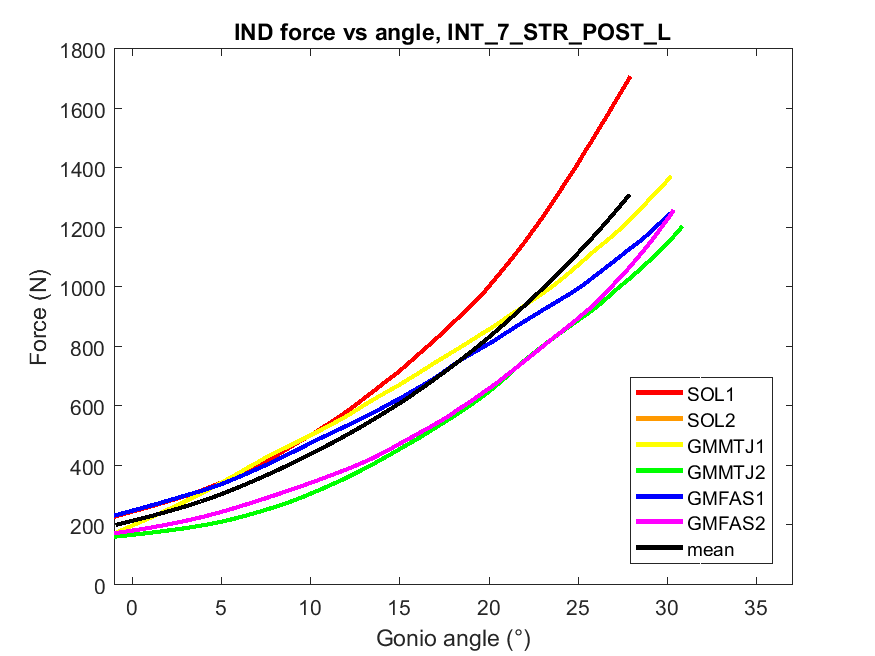 IND force vs angle, INT_7_STR_POST_L
1800
1600
1400
1200
1000
800
600
400
200
0
Force (N)
0 5 10 15 20 25 30 35
Gonio angle (°)
SOL1
SOL2
GMMTJ1
GMMTJ2
GMFAS1
GMFAS2
mean